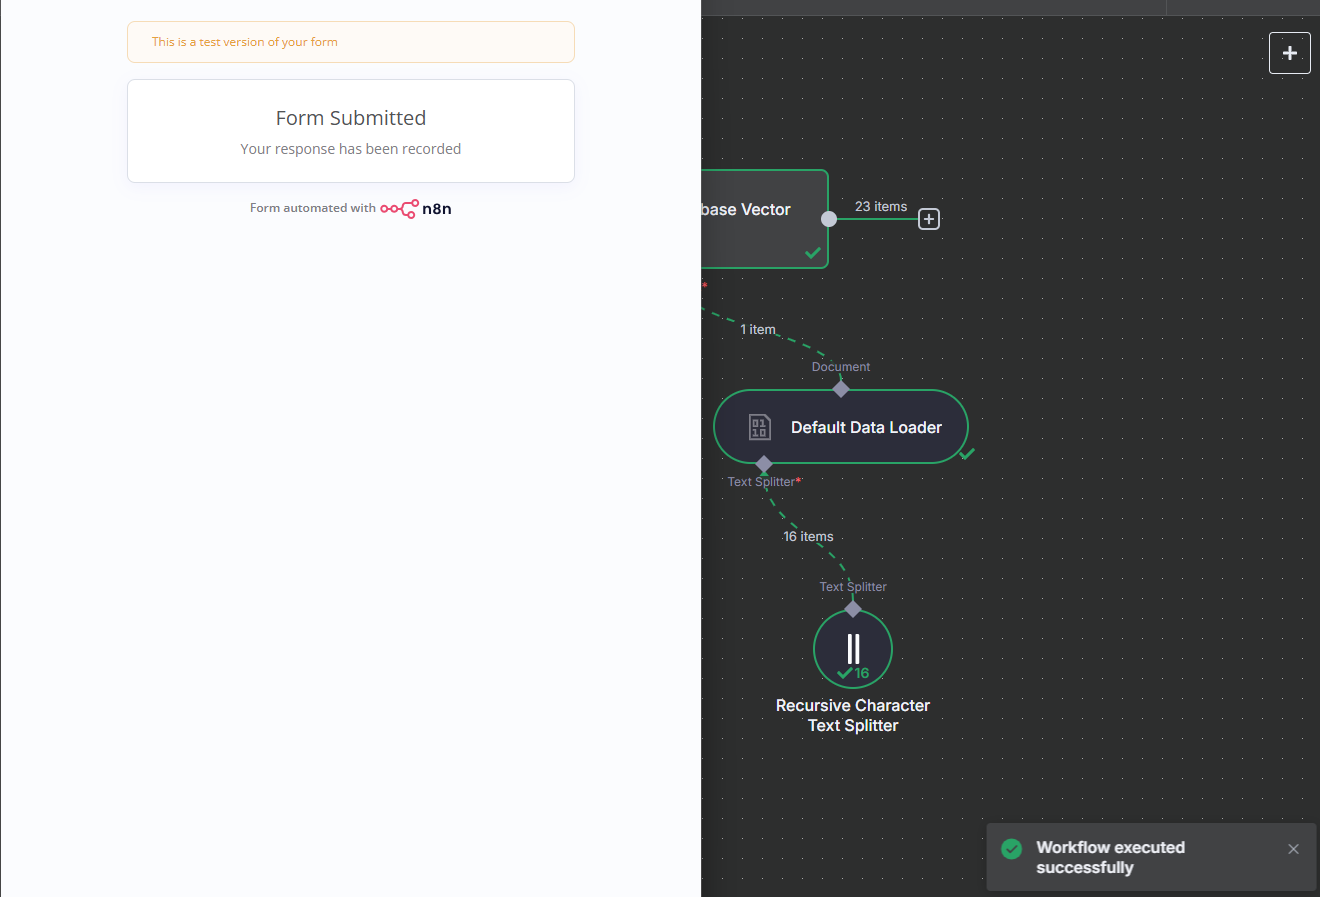 This is a test version of your form
Form Submitted
Your response has been recorded
Form automated with n8n
base Vector
23 items
*
1 item
Document
Default Data Loader
Text Splitter*
16 items
Text Splitter
16
Recursive Character
Text Splitter
Workflow executed
successfully